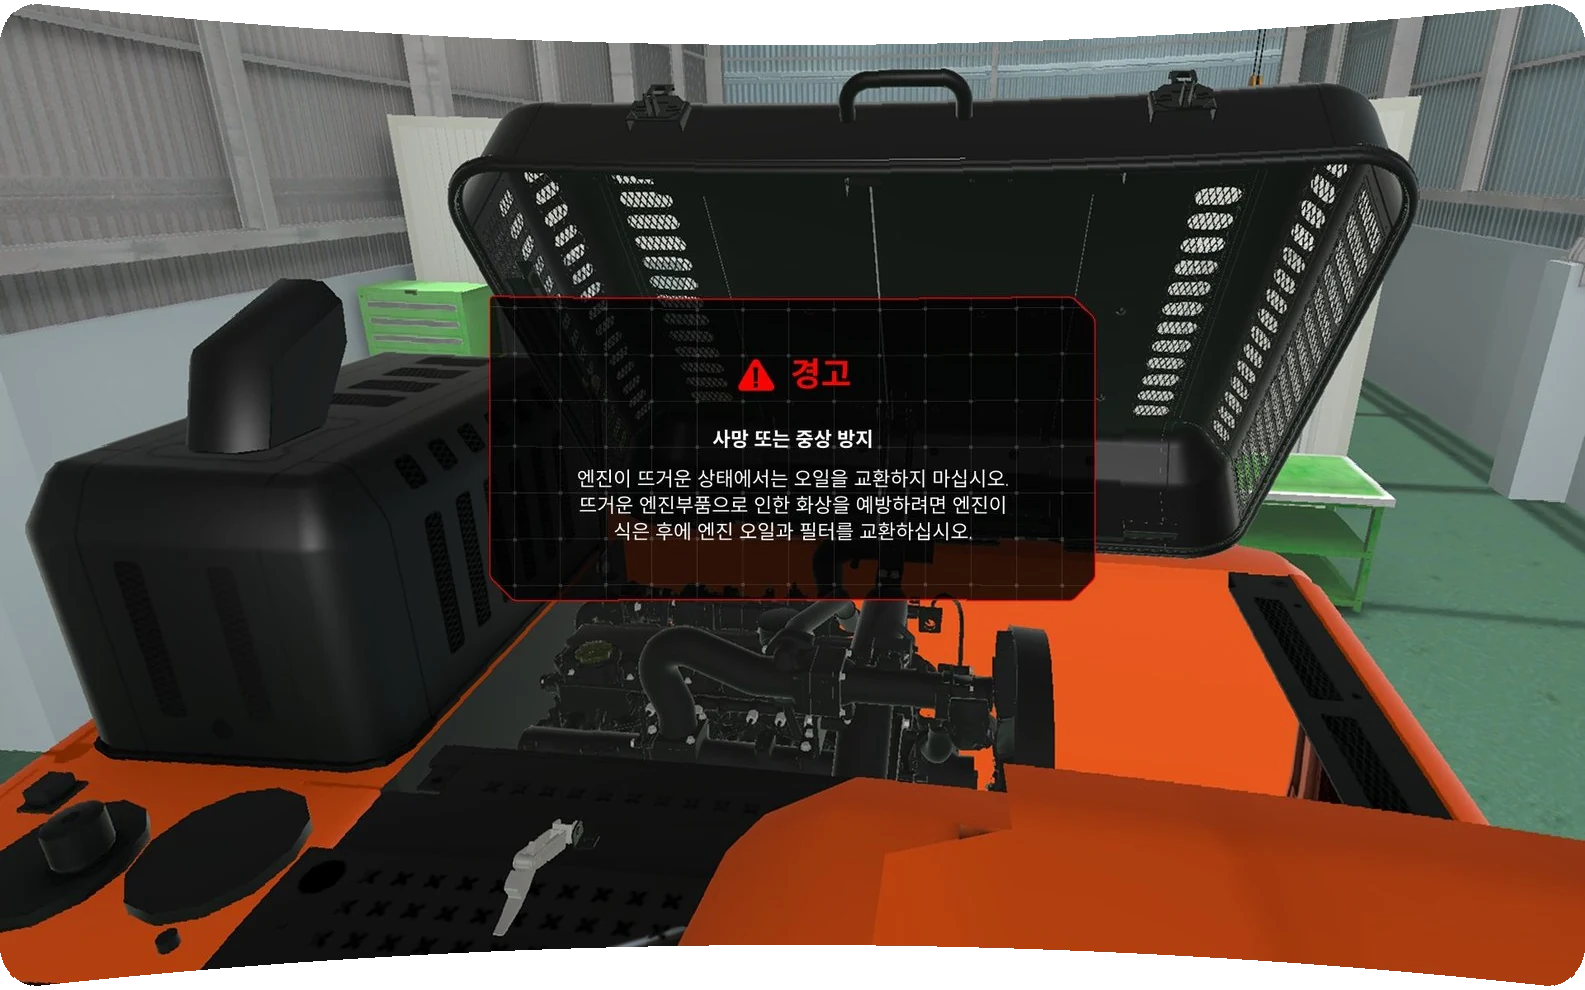 경고
사망 또는 중상 방지
엔진이 뜨거운 상태에서는 오일을 교환하지 마십시오.
뜨거운 엔진부품으로 인한 화상을 예방하려면 엔진이
식은 후에 엔진 오일과 필터를 교환하십시오.